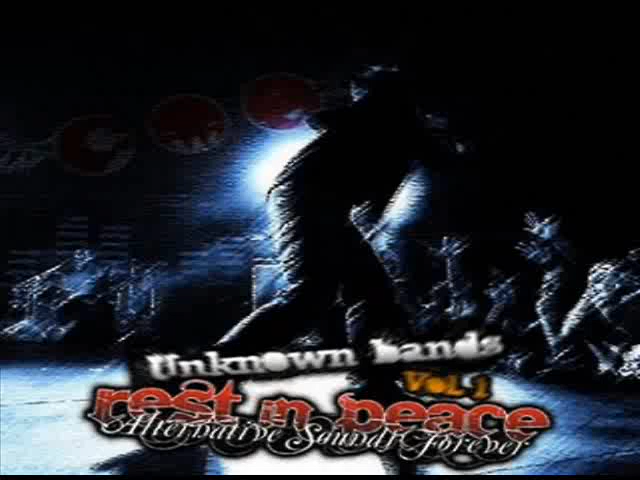 Unknown bands
Vol 1
rest in peace
Alternative Sounds Forever